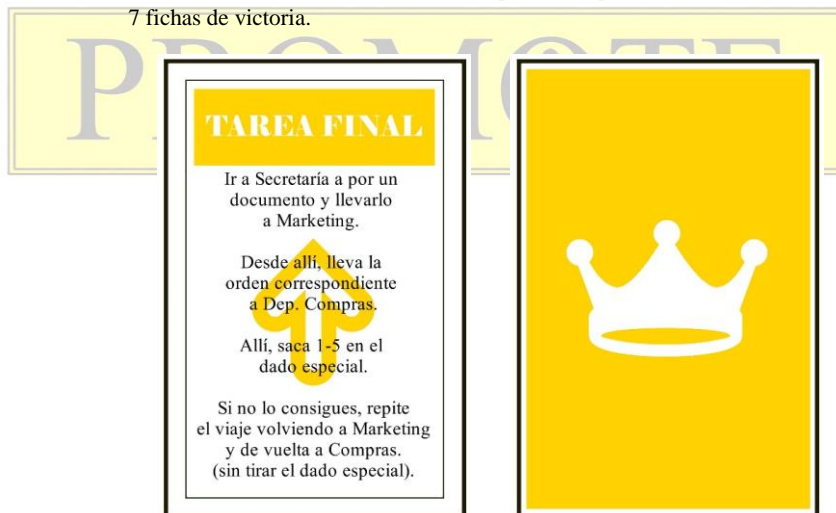 7 fichas de victoria.
PROMOTE
TAREA FINAL
Ir a Secretaría a por un
documento y llevarlo
a Marketing.
Desde allí, lleva la
orden correspondiente
a Dep. Compras.
Allí, saca 1-5 en el
dado especial.
Si no lo consigues, repite
el viaje volviendo a Marketing
y de vuelta a Compras.
(sin tirar el dado especial).